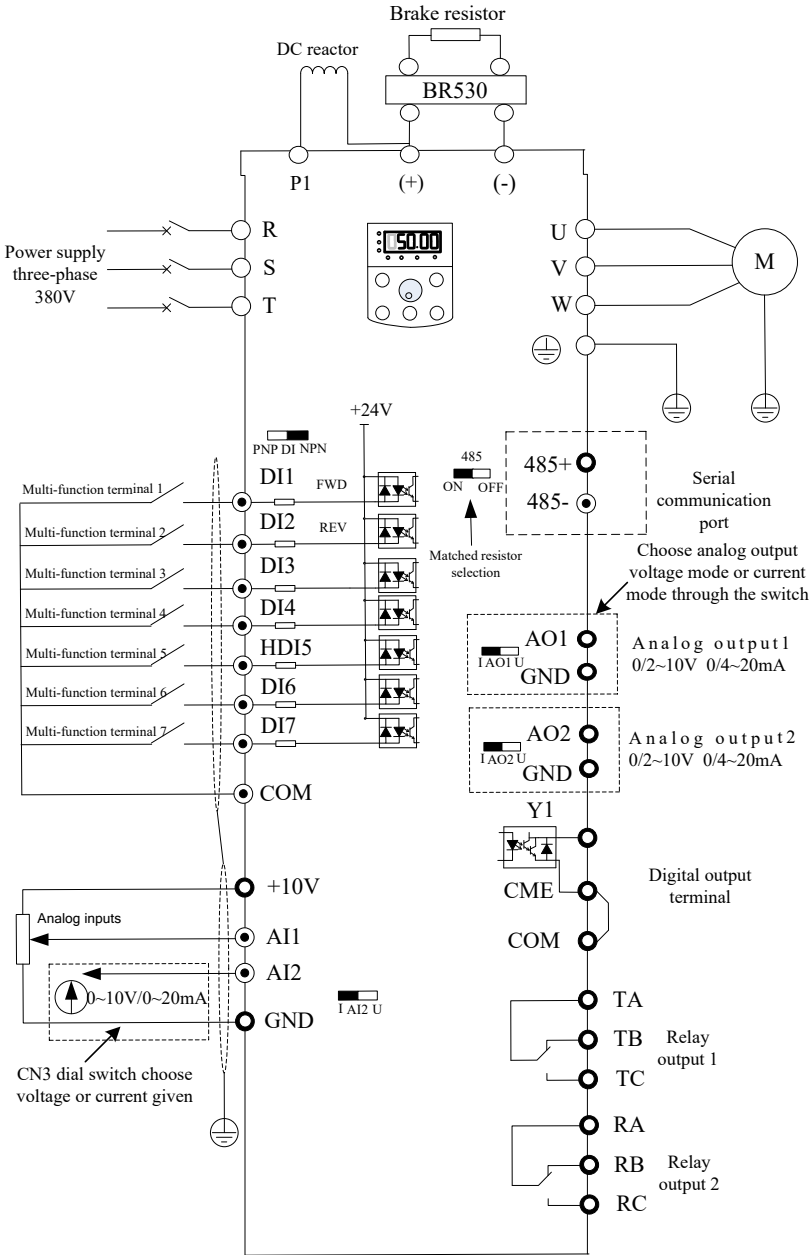 Brake resistor
DC reactor
BR530
P1
(+)
(-)
Power supply
three-phase
380V
R
S
T
50.00
U
V
W
M
+24V
PNP DI NPN
DI1
FWD
Multi-function terminal 1
DI2
REV
Multi-function terminal 2
DI3
Multi-function terminal 3
DI4
Multi-function terminal 4
HDI5
Multi-function terminal 5
DI6
Multi-function terminal 6
DI7
Multi-function terminal 7
COM
485
ON
OFF
Matched resistor
selection
485+
485-
Serial
communication
port
Choose analog output
voltage mode or current
mode through the switch
I AO1 U
AO1
GND
Analog output1
0/2~10V 0/4~20mA
I AO2 U
AO2
GND
Analog output2
0/2~10V 0/4~20mA
Y1
CME
COM
Digital output
terminal
+10V
Analog inputs
AI1
AI2
0~10V/0~20mA
GND
I AI2 U
CN3 dial switch choose
voltage or current given
TA
TB
TC
Relay
output 1
RA
RB
RC
Relay
output 2